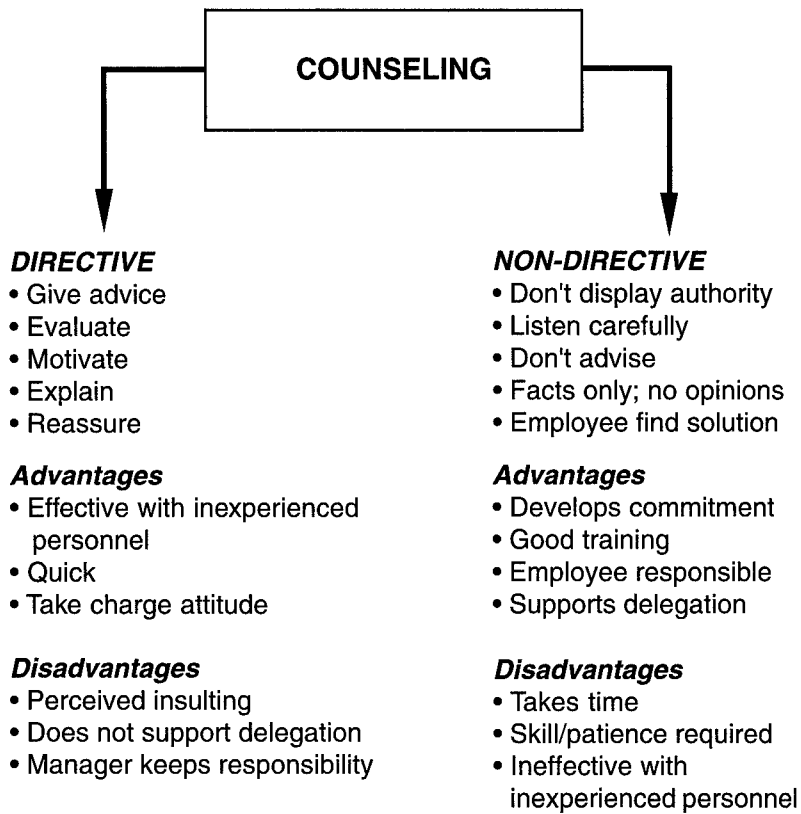 COUNSELING
DIRECTIVE
• Give advice
• Evaluate
• Motivate
• Explain
• Reassure
Advantages
• Effective with inexperienced
personnel
• Quick
• Take charge attitude
Disadvantages
• Perceived insulting
• Does not support delegation
• Manager keeps responsibility
NON-DIRECTIVE
• Don't display authority
• Listen carefully
• Don't advise
• Facts only; no opinions
• Employee find solution
Advantages
• Develops commitment
• Good training
• Employee responsible
• Supports delegation
Disadvantages
• Takes time
• Skill/patience required
• Ineffective with
inexperienced personnel